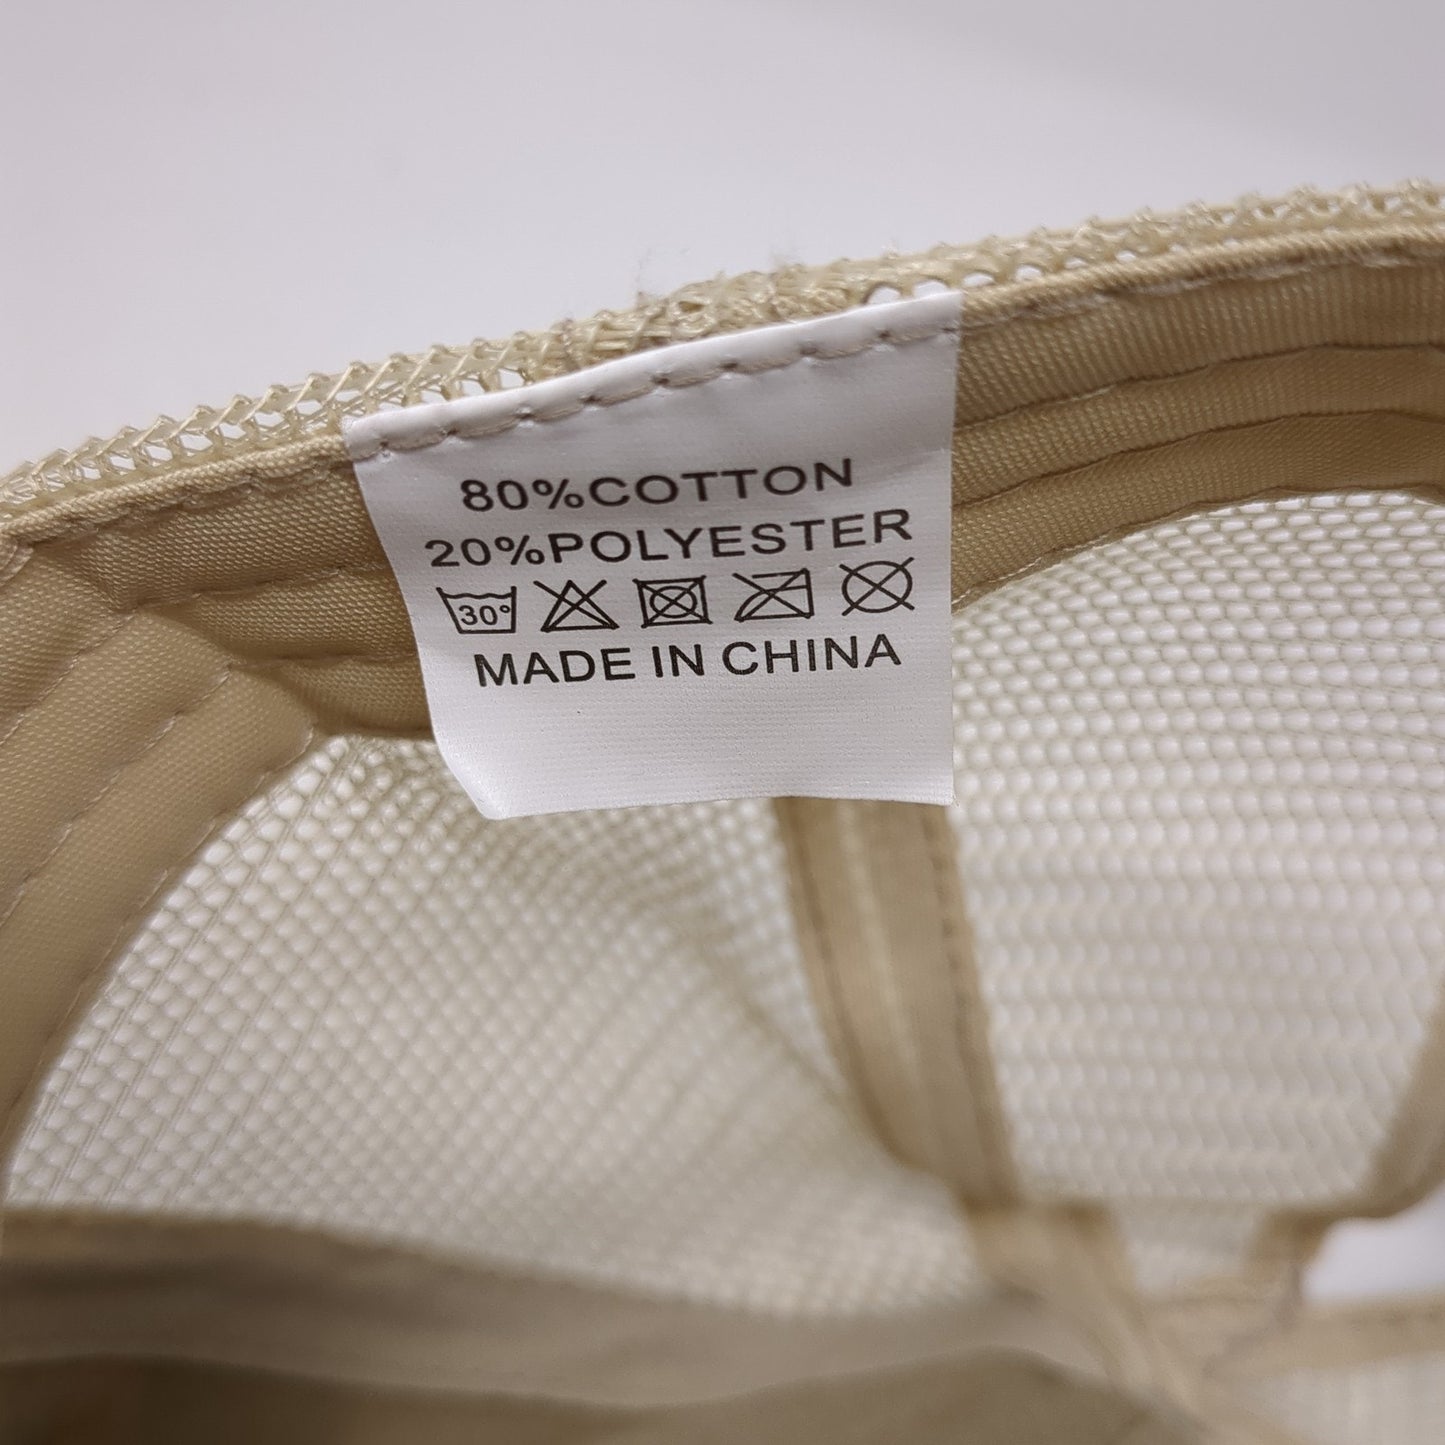 80%COTTON
20%POLYESTER
30°
MADE IN CHINA